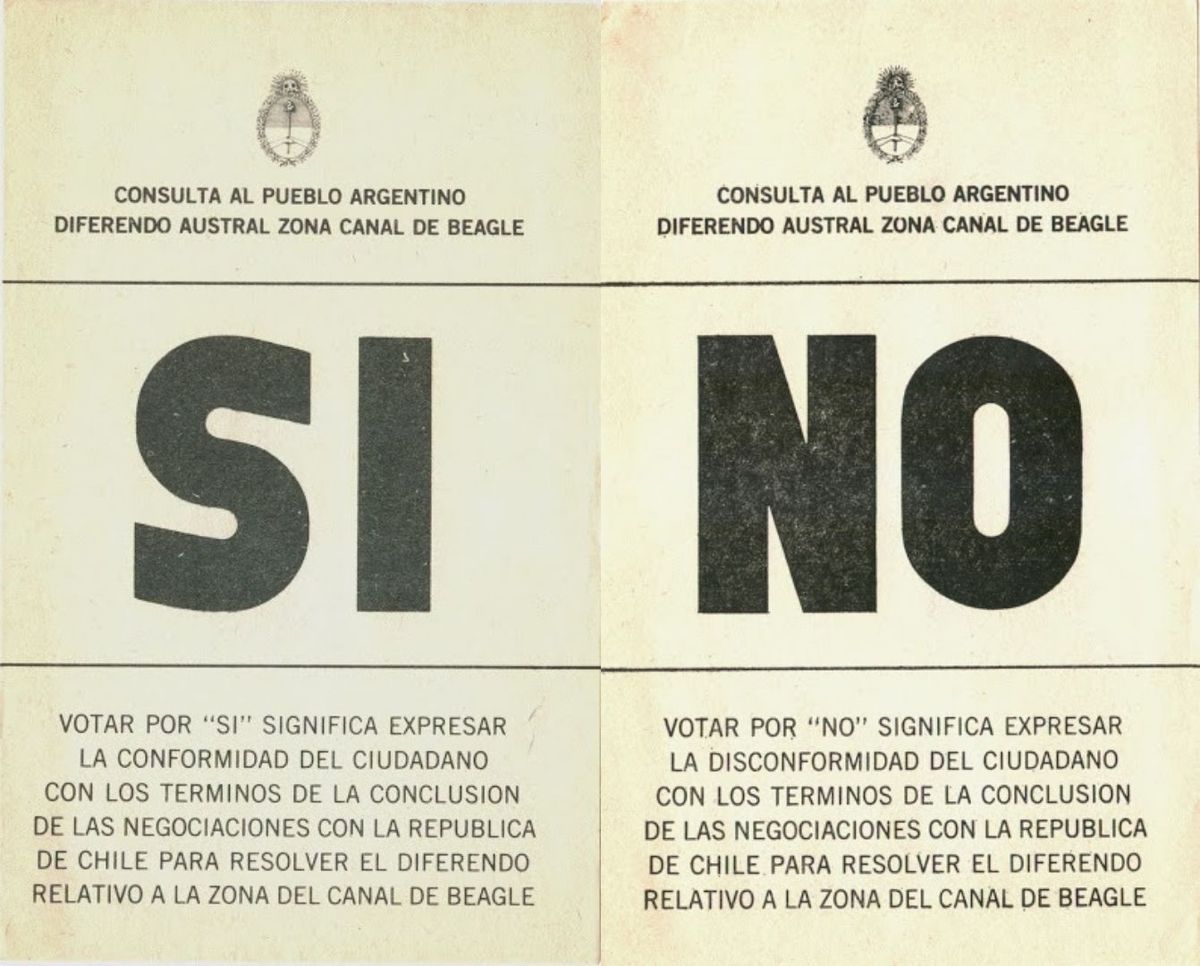 CONSULTA AL PUEBLO ARGENTINO
DIFERENDO AUSTRAL ZONA CANAL DE BEAGLE
SI
VOTAR POR “SI” SIGNIFICA EXPRESAR
LA CONFORMIDAD DEL CIUDADANO
CON LOS TERMINOS DE LA CONCLUSION
DE LAS NEGOCIACIONES CON LA REPUBLICA
DE CHILE PARA RESOLVER EL DIFERENDO
RELATIVO A LA ZONA DEL CANAL DE BEAGLE
CONSULTA AL PUEBLO ARGENTINO
DIFERENDO AUSTRAL ZONA CANAL DE BEAGLE
NO
VOTAR POR “NO” SIGNIFICA EXPRESAR
LA DISCONFORMIDAD DEL CIUDADANO
CON LOS TERMINOS DE LA CONCLUSION
DE LAS NEGOCIACIONES CON LA REPUBLICA
DE CHILE PARA RESOLVER EL DIFERENDO
RELATIVO A LA ZONA DEL CANAL DE BEAGLE